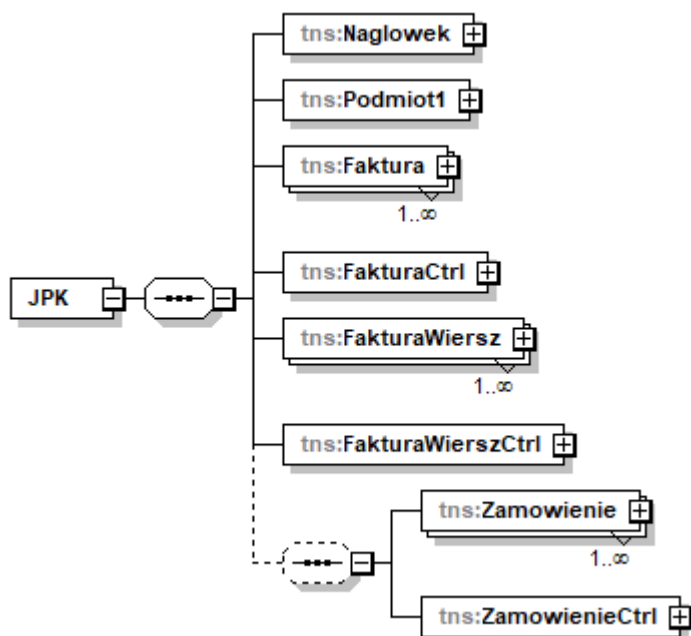 tns:Naglowek
tns:Podmiot1
tns:Faktura
1..∞
tns:FakturaCtrl
JPK
tns:FakturaWiersz
1..∞
tns:FakturaWierszCtrl
tns:Zamowienie
1..∞
tns:ZamowienieCtrl